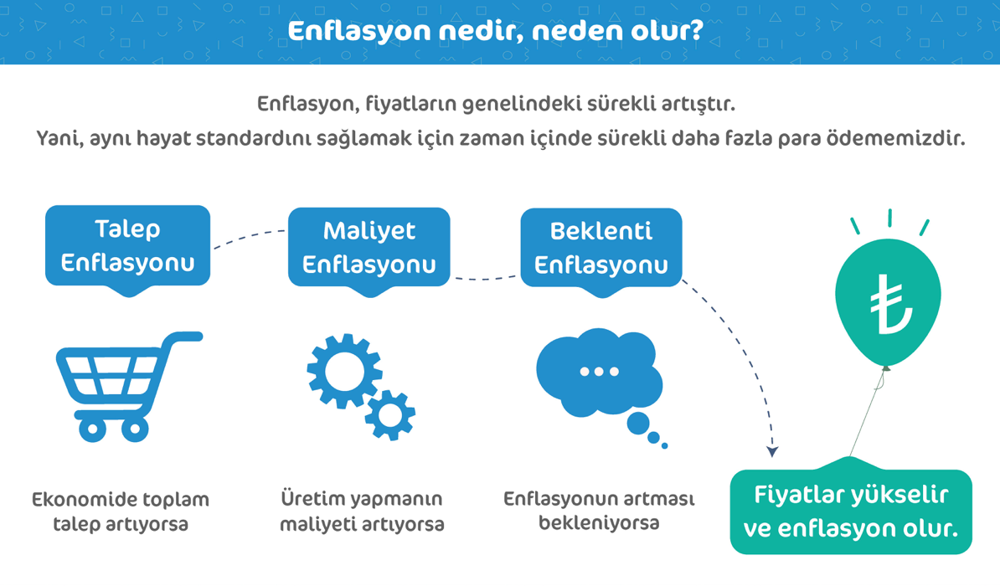 Enflasyon nedir, neden olur?
Enflasyon, fiyatların genelindeki sürekli artıştır.
Yani, aynı hayat standardını sağlamak için zaman içinde sürekli daha fazla para ödememizdir.
Talep
Enflasyonu
Maliyet
Enflasyonu
Beklenti
Enflasyonu
₺
Ekonomide toplam
talep artıyorsa
Üretim yapmanın
maliyeti artıyorsa
Enflasyonun artması
bekleniyorsa
Fiyatlar yükselir
ve enflasyon olur.